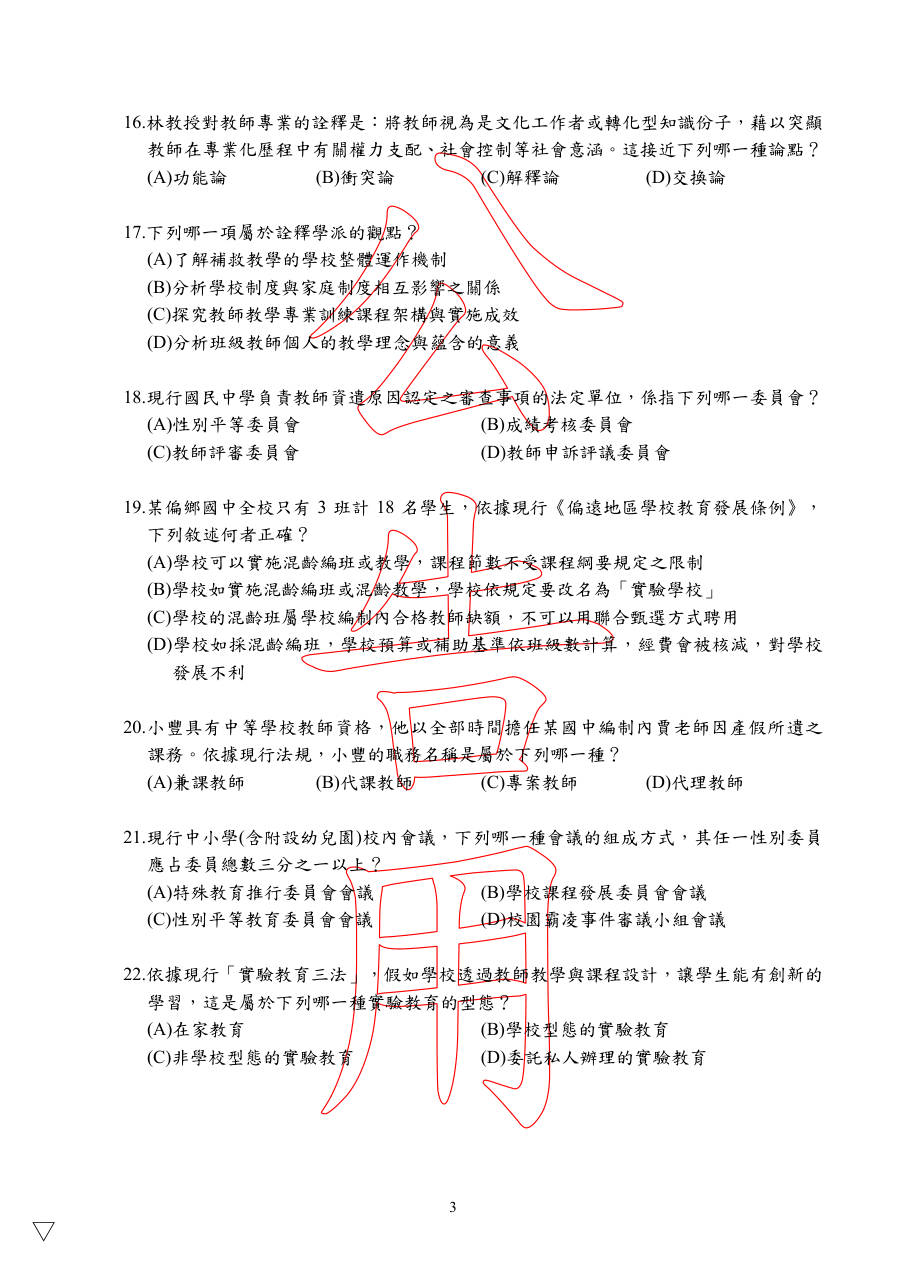 16.林教授對教師專業的詮釋是：將教師視為是文化工作者或轉化型知識份子，藉以突顯
教師在專業化歷程中有關權力支配、社會控制等社會意涵。這接近下列哪一種論點？
(A)功能論 (B)衝突論 (C)解釋論 (D)交換論
17.下列哪一項屬於詮釋學派的觀點？
(A)了解補救教學的學校整體運作機制
(B)分析學校制度與家庭制度相互影響之關係
(C)探究教師教學專業訓練課程架構與實施成效
(D)分析班級教師個人的教學理念與蘊含的意義
18.現行國民中學負責教師資遣原因認定之審查事項的法定單位，係指下列哪一委員會？
(A)性別平等委員會 (B)成績考核委員會
(C)教師評審委員會 (D)教師申訴評議委員會
19.某偏鄉國中全校只有 3 班計 18 名學生，依據現行《偏遠地區學校教育發展條例》，
下列敘述何者正確？
(A)學校可以實施混齡編班或教學，課程節數不受課程綱要規定之限制
(B)學校如實施混齡編班或混齡教學，學校依規定要改名為「實驗學校」
(C)學校的混齡班屬學校編制內合格教師缺額，不可以用聯合甄選方式聘用
(D)學校如採混齡編班，學校預算或補助基準依班級數計算，經費會被核減，對學校
發展不利
20.小豐具有中等學校教師資格，他以全部時間擔任某國中編制內賈老師因產假所遺之
課務。依據現行法規，小豐的職務名稱是屬於下列哪一種？
(A)兼課教師 (B)代課教師 (C)專案教師 (D)代理教師
21.現行中小學(含附設幼兒園)校內會議，下列哪一種會議的組成方式，其任一性別委員
應占委員總數三分之一以上？
(A)特殊教育推行委員會會議 (B)學校課程發展委員會會議
(C)性別平等教育委員會會議 (D)校園霸凌事件審議小組會議
22.依據現行「實驗教育三法」，假如學校透過教師教學與課程設計，讓學生能有創新的
學習，這是屬於下列哪一種實驗教育的型態？
(A)在家教育 (B)學校型態的實驗教育
(C)非學校型態的實驗教育 (D)委託私人辦理的實驗教育
公告用
3